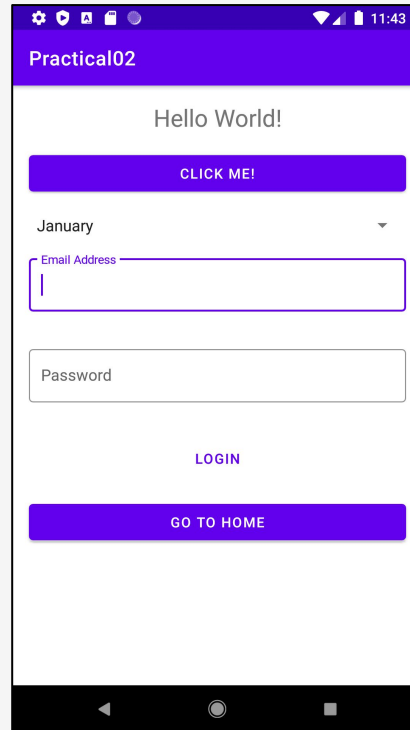 11:43
Practical02
Hello World!
CLICK ME!
January
Email Address
Password
LOGIN
GO TO HOME